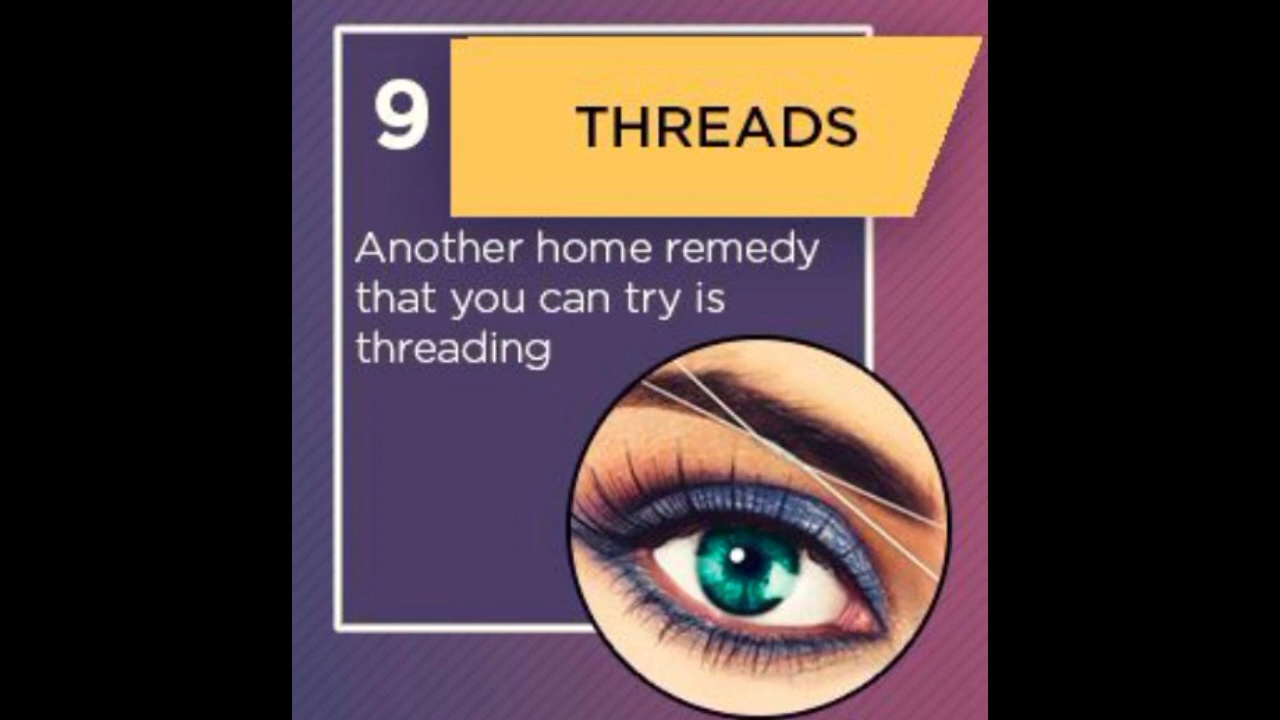 9
THREADS
Another home remedy
that you can try is
threading